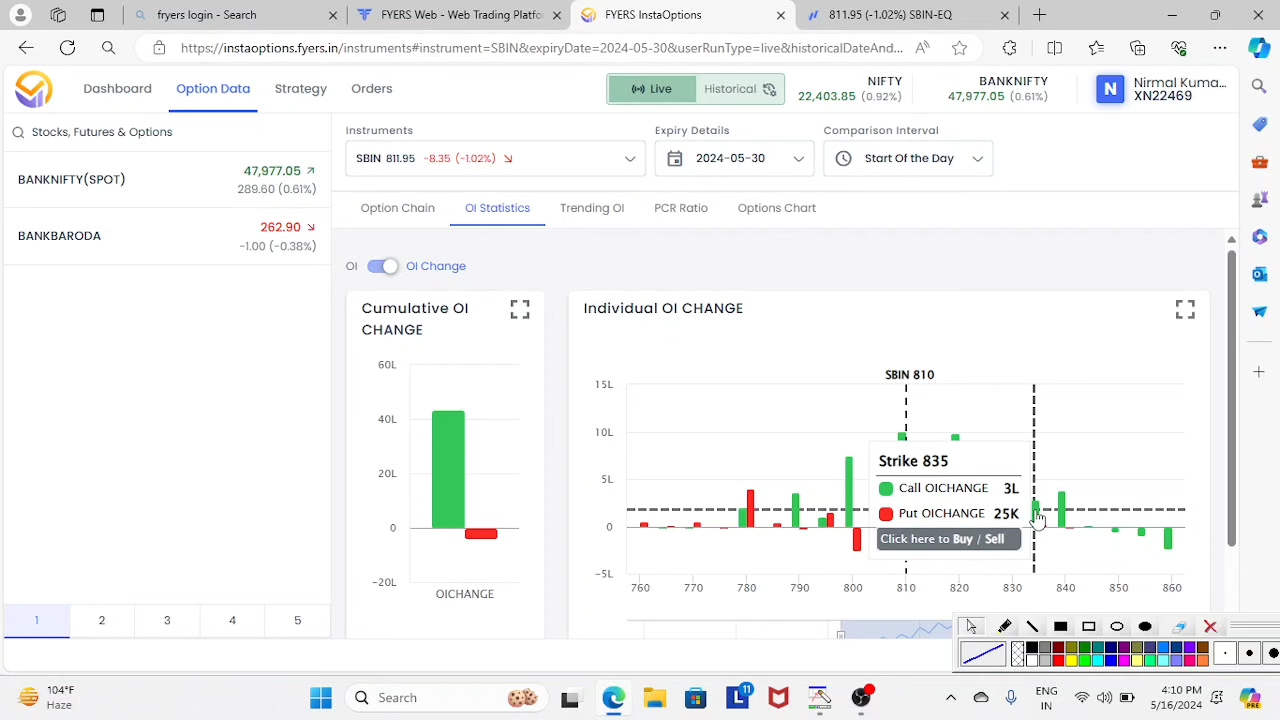 fryers login - Search
FYERS Web - Web Trading Platfo
FYERS InstaOptions
811.95 (-1.02%) SBIN-EQ
https://instaoptions.fyers.in/instruments#instrument=SBIN&expiryDate=2024-05-30&userRunType=live&historicalDateAnd...
Dashboard
Option Data
Strategy
Orders
Live
Historical
NIFTY
22,403.85 (0.92%)
BANKNIFTY
47,977.05 (0.61%)
N
Nirmal Kuma...
XN22469
Stocks, Futures & Options
BANKNIFTY(SPOT)
47,977.05
289.60 (0.61%)
BANKBARODA
262.90
-1.00 (-0.38%)
1 2 3 4 5
Instruments
SBIN 811.95 -8.35 (-1.02%)
Expiry Details
2024-05-30
Comparison Interval
Start Of the Day
Option Chain
OI Statistics
Trending OI
PCR Ratio
Options Chart
OI
OI Change
Cumulative OI
CHANGE
60L
40L
20L
0
-20L
OICHANGE
Individual OI CHANGE
SBIN 810
15L
10L
5L
0
-5L
Strike 835
Call OICHANGE 3L
Put OICHANGE 25K
Click here to Buy / Sell
760 770 780 790 800 810 820 830 840 850 860
104°F
Haze
Search
11
ENG
IN
4:10 PM
5/16/2024
PRE